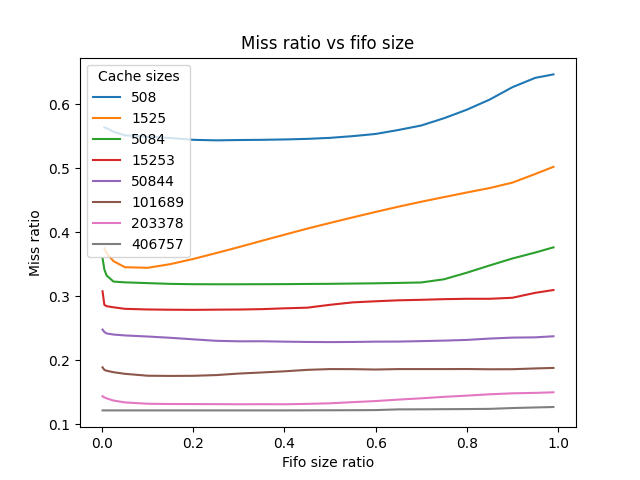 Miss ratio vs fifo size
Cache sizes
508
1525
5084
15253
50844
101689
203378
406757
Miss ratio
0.6
0.5
0.4
0.3
0.2
0.1
0.0 0.2 0.4 0.6 0.8 1.0
Fifo size ratio